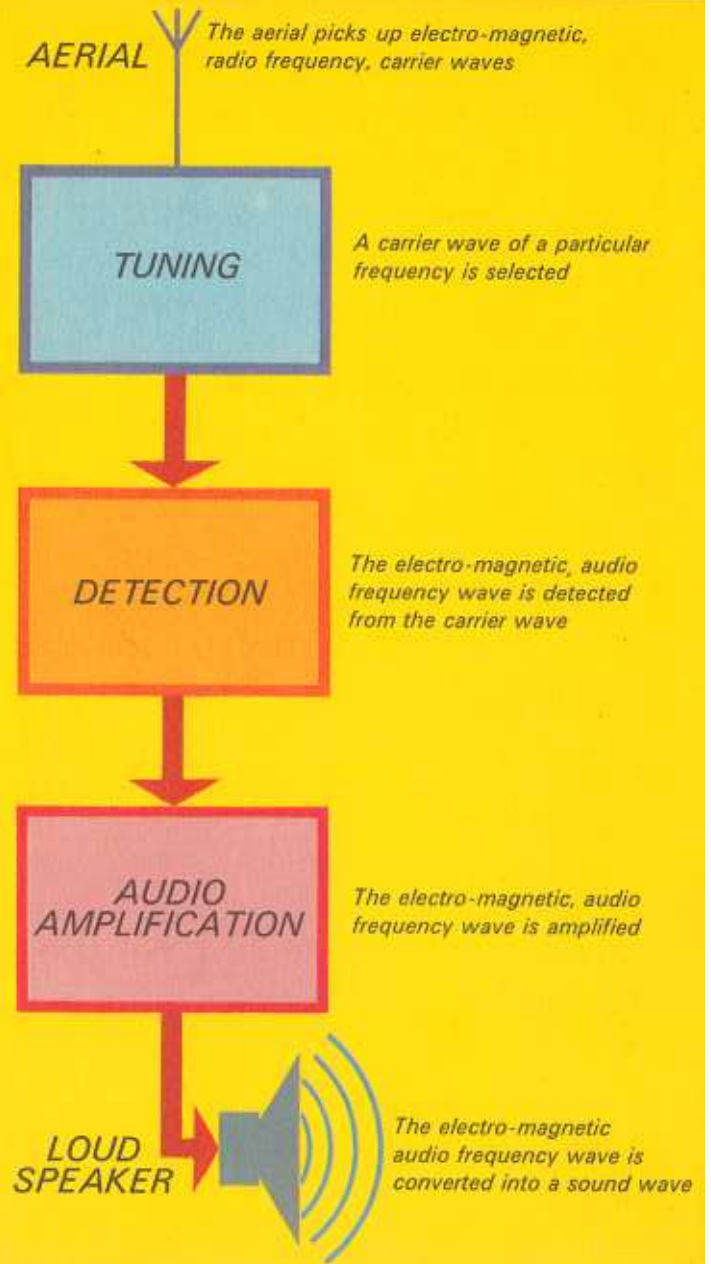 AERIAL
The aerial picks up electro-magnetic,
radio frequency, carrier waves
TUNING
A carrier wave of a particular
frequency is selected
DETECTION
The electro-magnetic, audio
frequency wave is detected
from the carrier wave
AUDIO
AMPLIFICATION
The electro-magnetic, audio
frequency wave is amplified
LOUD
SPEAKER
The electro-magnetic
audio frequency wave is
converted into a sound wave